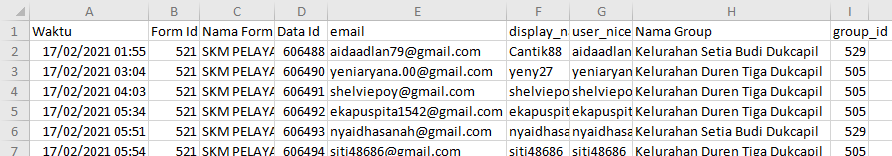 A B C D E F G H I
1 Waktu Form Id Nama Form Data Id email display_n user_nice Nama Group group_id
2 17/02/2021 01:55 521 SKM PELAYA 606488 aidaadlan79@gmail.com Cantik88 aidaadlan Kelurahan Setia Budi Dukcapil 529
3 17/02/2021 03:04 521 SKM PELAYA 606490 yeniaryana.00@gmail.com yeny27 yeniaryan Kelurahan Duren Tiga Dukcapil 505
4 17/02/2021 04:03 521 SKM PELAYA 606491 shelviepoy@gmail.com shelviepo shelviepo Kelurahan Duren Tiga Dukcapil 505
5 17/02/2021 05:34 521 SKM PELAYA 606492 ekapuspita1542@gmail.com ekapuspit ekapuspit Kelurahan Duren Tiga Dukcapil 505
6 17/02/2021 05:51 521 SKM PELAYA 606493 nyaidhasanah@gmail.com nyaidhasa nyaidhasa Kelurahan Setia Budi Dukcapil 529
7 17/02/2021 05:54 521 SKM PELAYA 606494 siti48686@gmail.com siti48686 siti48686 Kelurahan Duren Tiga Dukcapil 505